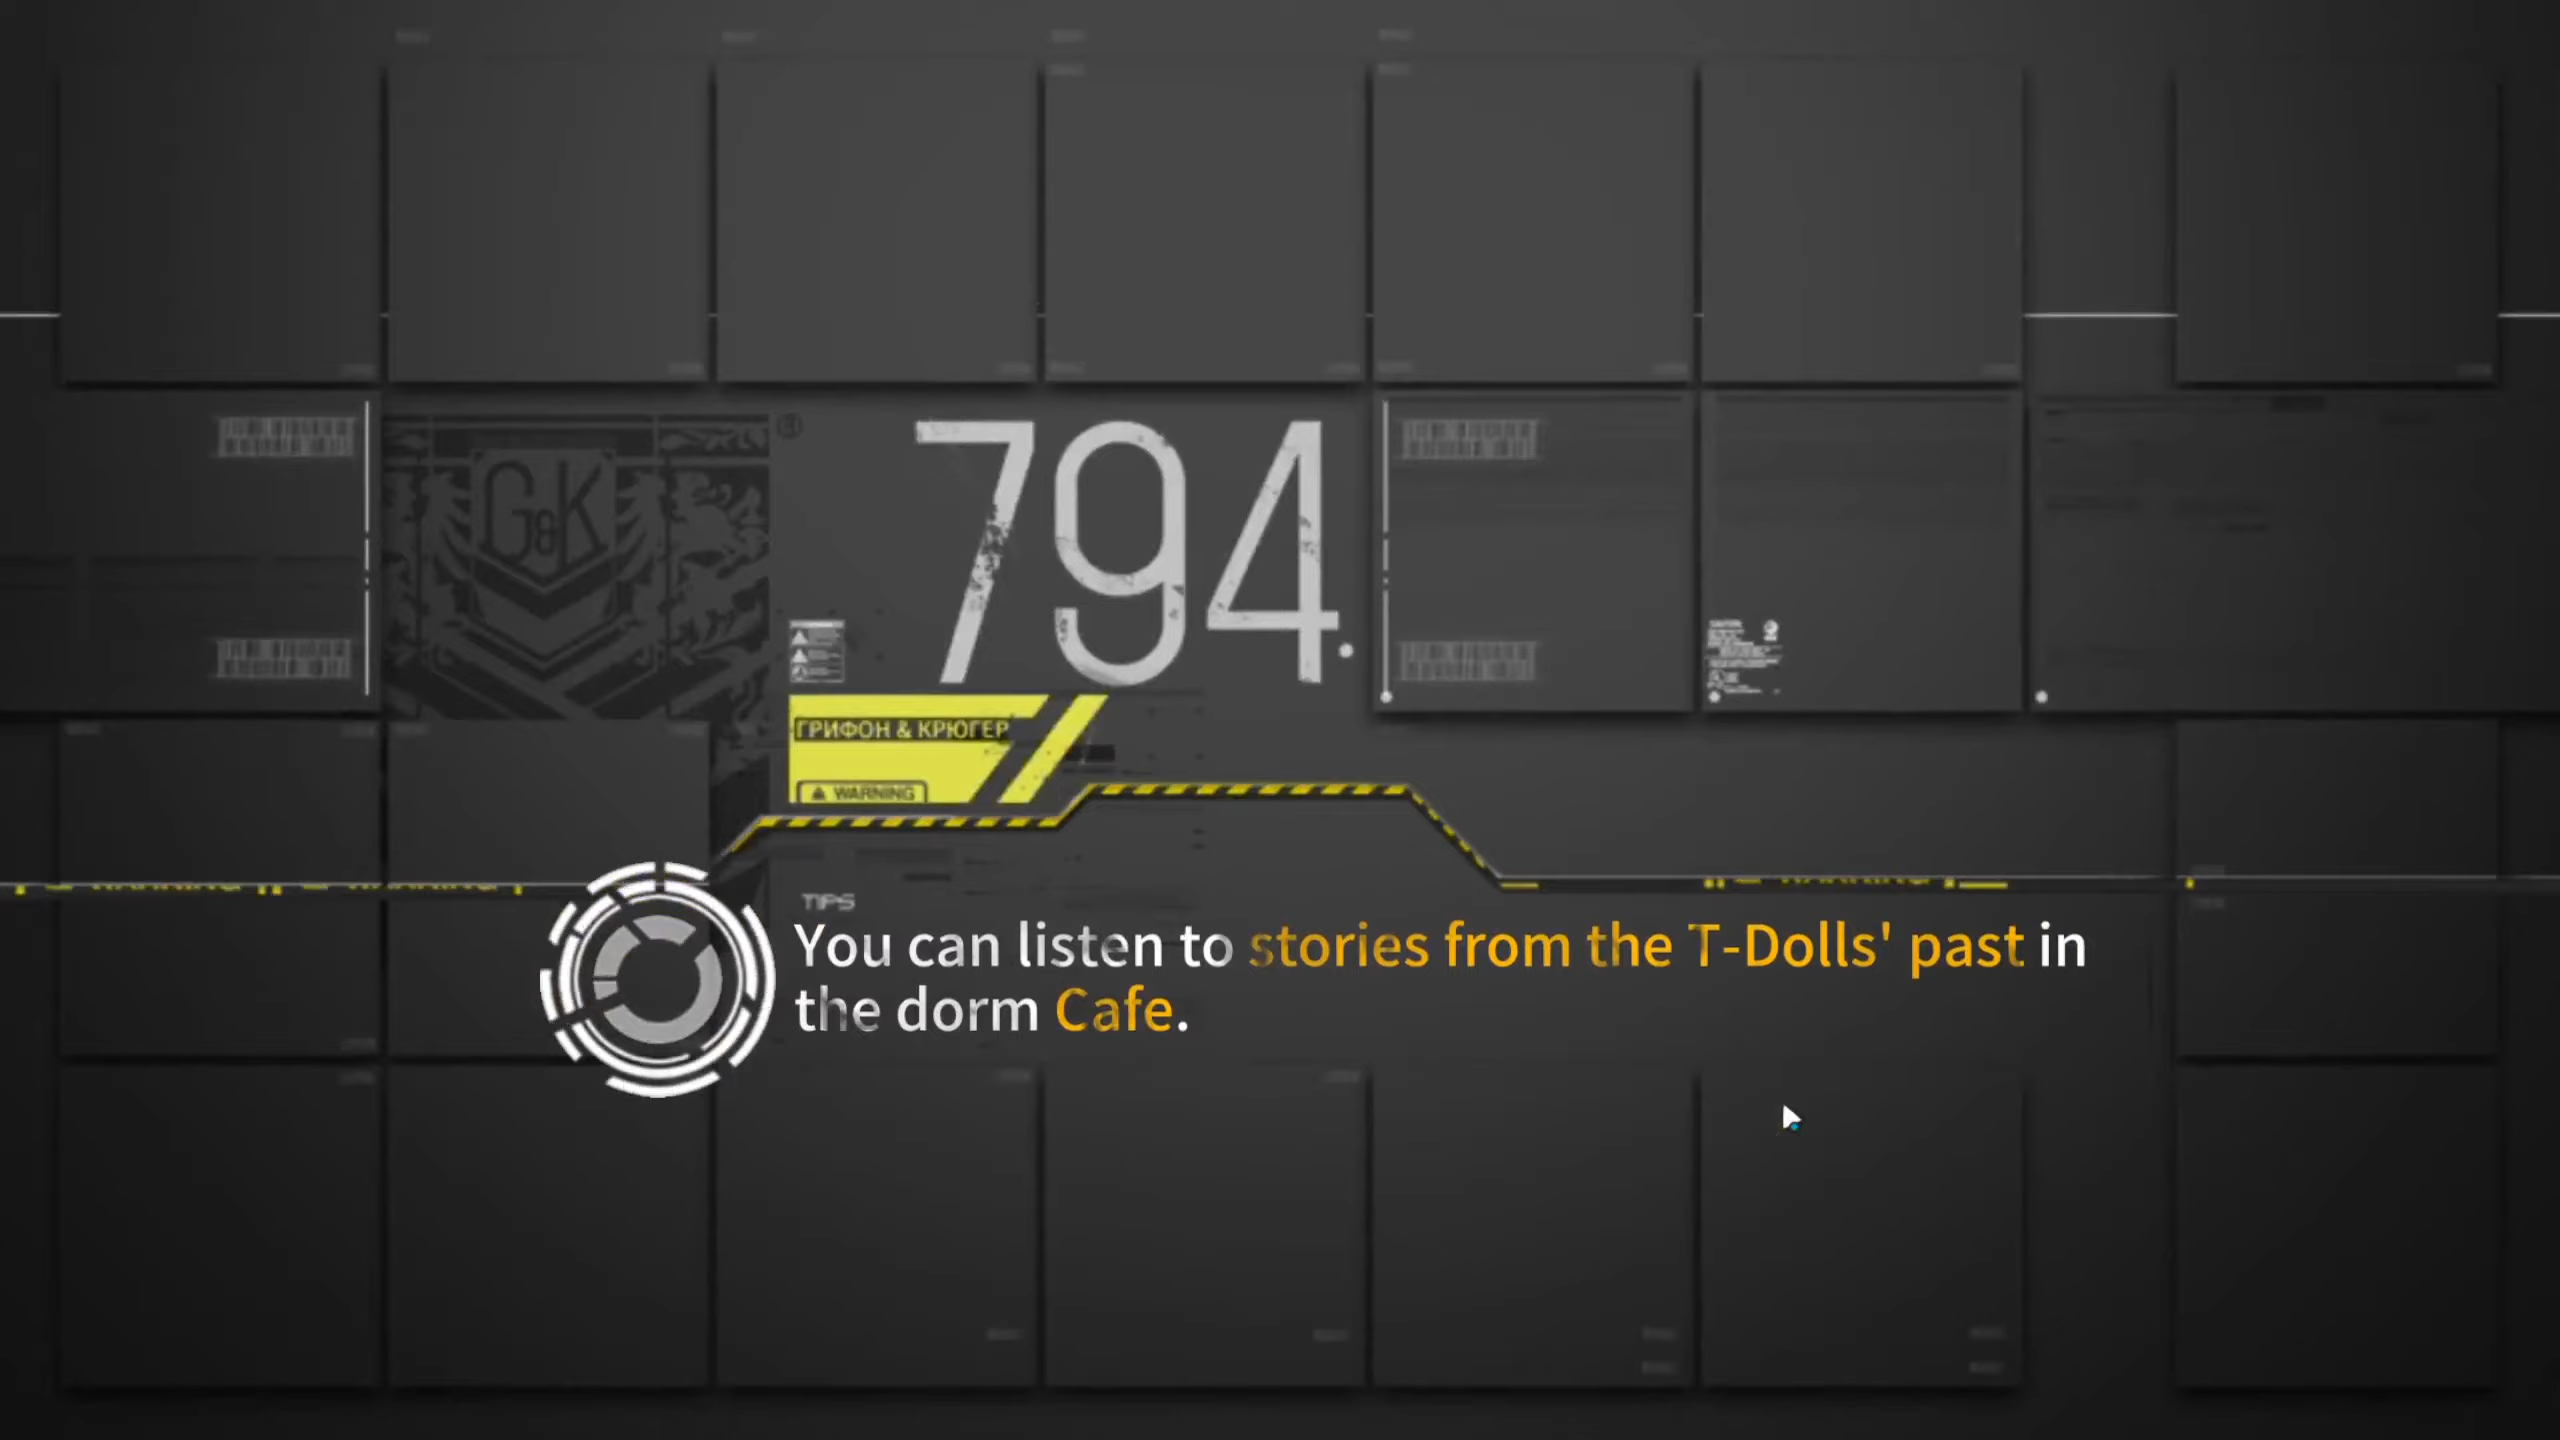 G&K
®
794.
ГРИФОН & КРЮГЕР
WARNING
TIPS
You can listen to stories from the T-Dolls' past in
the dorm Cafe.